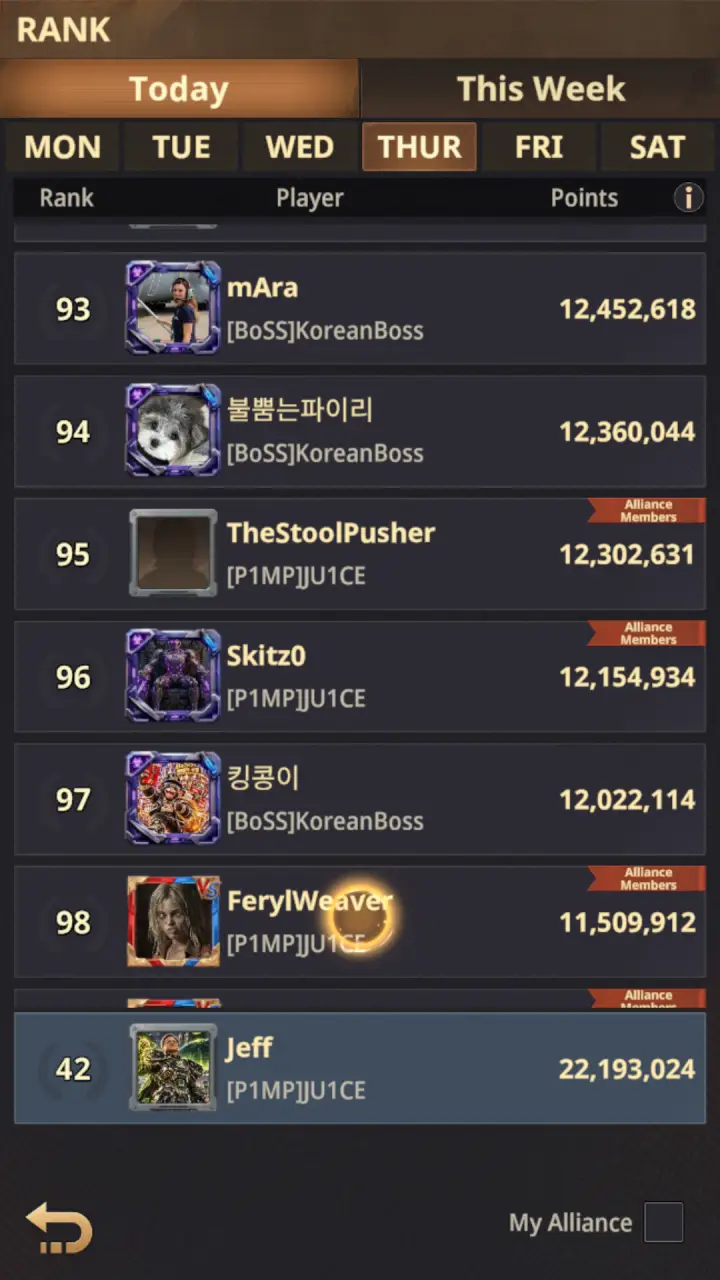 RANK
Today
This Week
MON
TUE
WED
THUR
FRI
SAT
Rank
Player
Points
93
mAra
[BoSS]KoreanBoss
12,452,618
94
불뿜는파이리
[BoSS]KoreanBoss
12,360,044
Alliance
Members
95
TheStoolPusher
[P1MP]JU1CE
12,302,631
Alliance
Members
96
Skitz0
[P1MP]JU1CE
12,154,934
97
킹콩이
[BoSS]KoreanBoss
12,022,114
Alliance
Members
98
FerylWeaver
VS
[P1MP]JU1CE
11,509,912
Alliance
Members
42
Jeff
[P1MP]JU1CE
22,193,024
My Alliance